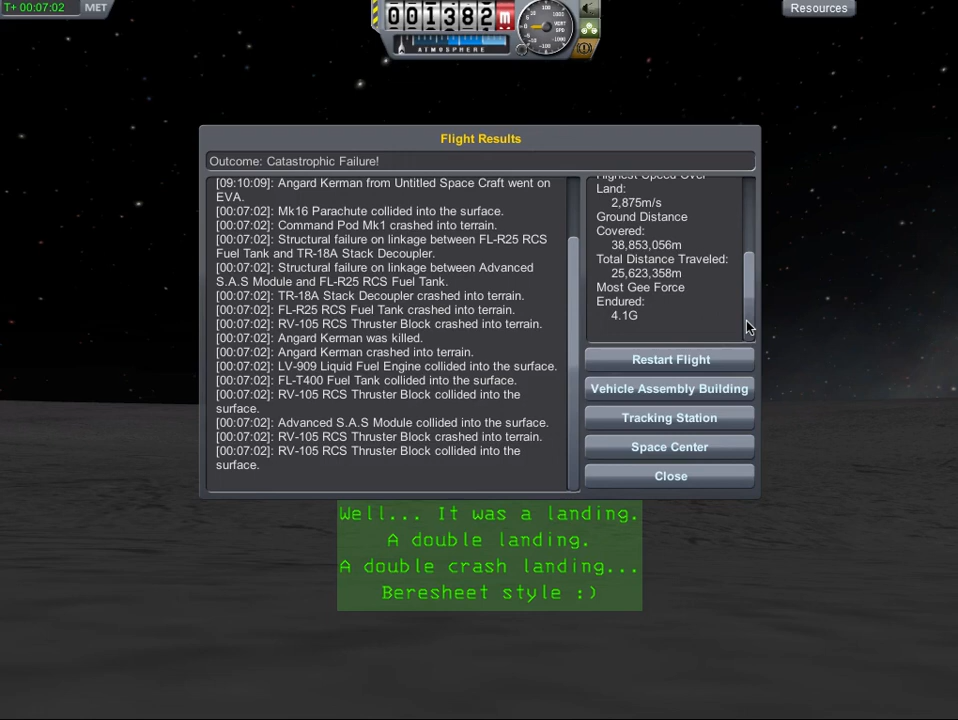 T+ 00:07:02 MET
001382m
ATMOSPHERE
Resources
Flight Results
Outcome: Catastrophic Failure!
[09:10:09]: Angard Kerman from Untitled Space Craft went on
EVA.
[00:07:02]: Mk16 Parachute collided into the surface.
[00:07:02]: Command Pod Mk1 crashed into terrain.
[00:07:02]: Structural failure on linkage between FL-R25 RCS
Fuel Tank and TR-18A Stack Decoupler.
[00:07:02]: Structural failure on linkage between Advanced
S.A.S Module and FL-R25 RCS Fuel Tank.
[00:07:02]: TR-18A Stack Decoupler crashed into terrain.
[00:07:02]: FL-R25 RCS Fuel Tank crashed into terrain.
[00:07:02]: RV-105 RCS Thruster Block crashed into terrain.
[00:07:02]: Angard Kerman was killed.
[00:07:02]: Angard Kerman crashed into terrain.
[00:07:02]: LV-909 Liquid Fuel Engine collided into the surface.
[00:07:02]: FL-T400 Fuel Tank collided into the surface.
[00:07:02]: RV-105 RCS Thruster Block collided into the
surface.
[00:07:02]: Advanced S.A.S Module collided into the surface.
[00:07:02]: RV-105 RCS Thruster Block crashed into terrain.
[00:07:02]: RV-105 RCS Thruster Block collided into the
surface.
Highest Speed Over
Land:
2,875m/s
Ground Distance
Covered:
38,853,056m
Total Distance Traveled:
25,623,358m
Most Gee Force
Endured:
4.1G
Restart Flight
Vehicle Assembly Building
Tracking Station
Space Center
Close
Well... It was a landing.
A double landing.
A double crash landing...
Beresheet style :)